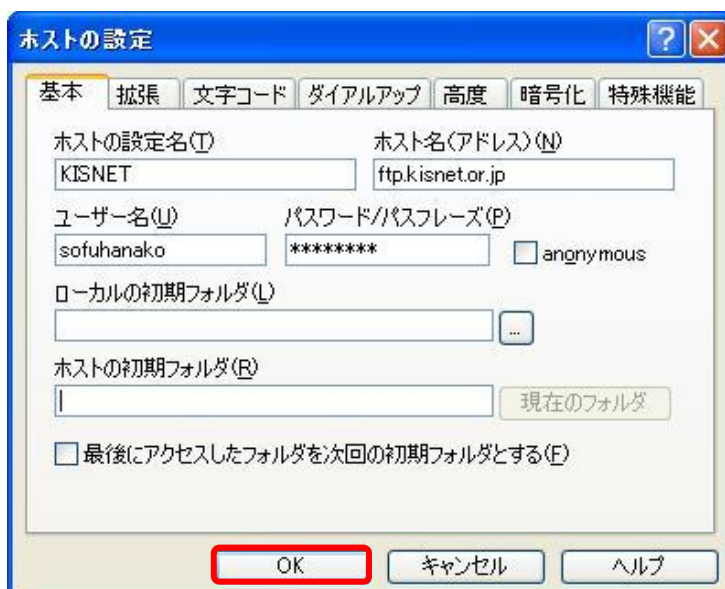 ホストの設定
基本 拡張 文字コード ダイアルアップ 高度 暗号化 特殊機能
ホストの設定名(T) ホスト名(アドレス)(N)
KISNET ftp.kisnet.or.jp
ユーザー名(U) パスワード/パスフレーズ(P)
sofuhanako ******** anonymous
ローカルの初期フォルダ(L)
...
ホストの初期フォルダ(R)
現在のフォルダ
最後にアクセスしたフォルダを次回の初期フォルダとする(F)
OK キャンセル ヘルプ